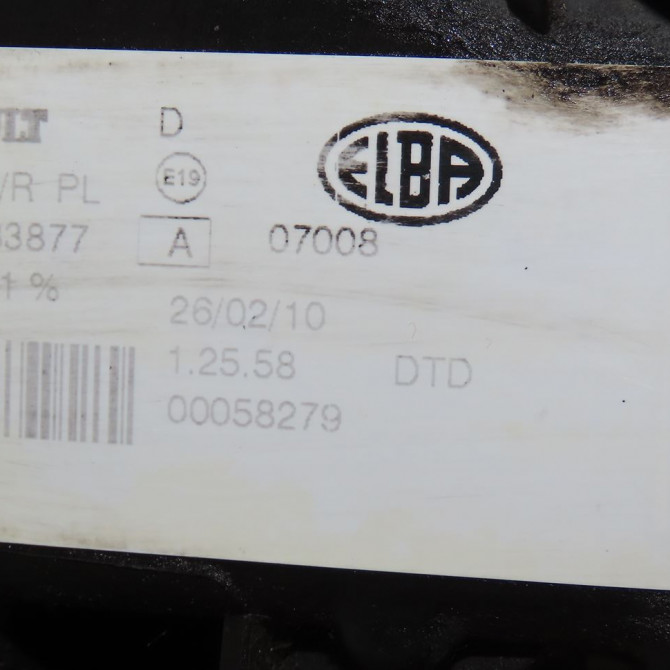 D
ELBA
E19
/R PL
3877 A 07008
1 %
26/02/10
1.25.58 DTD
00058279